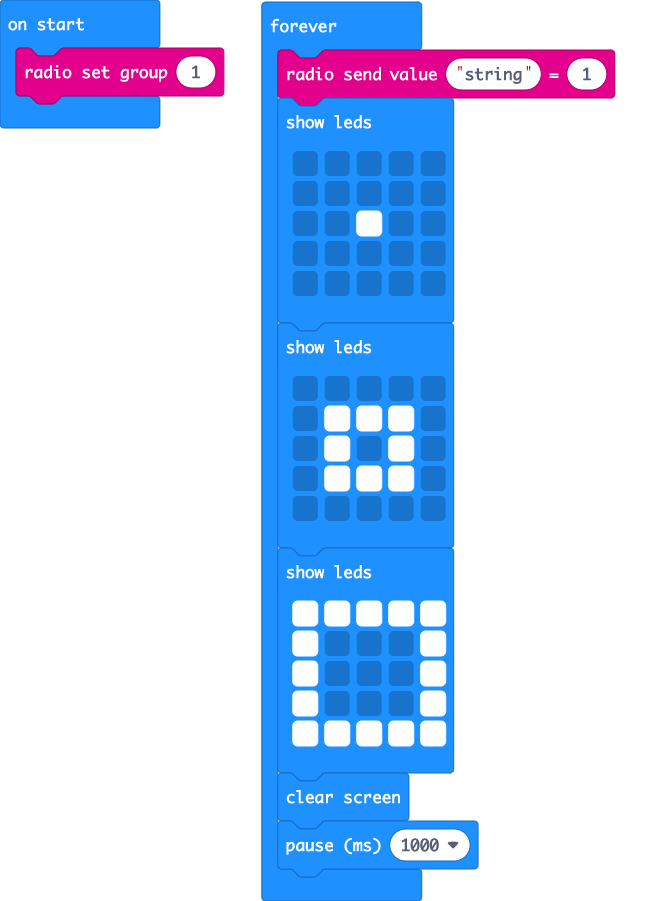 on start
radio set group 1
forever
radio send value "string" = 1
show leds
show leds
show leds
clear screen
pause (ms) 1000